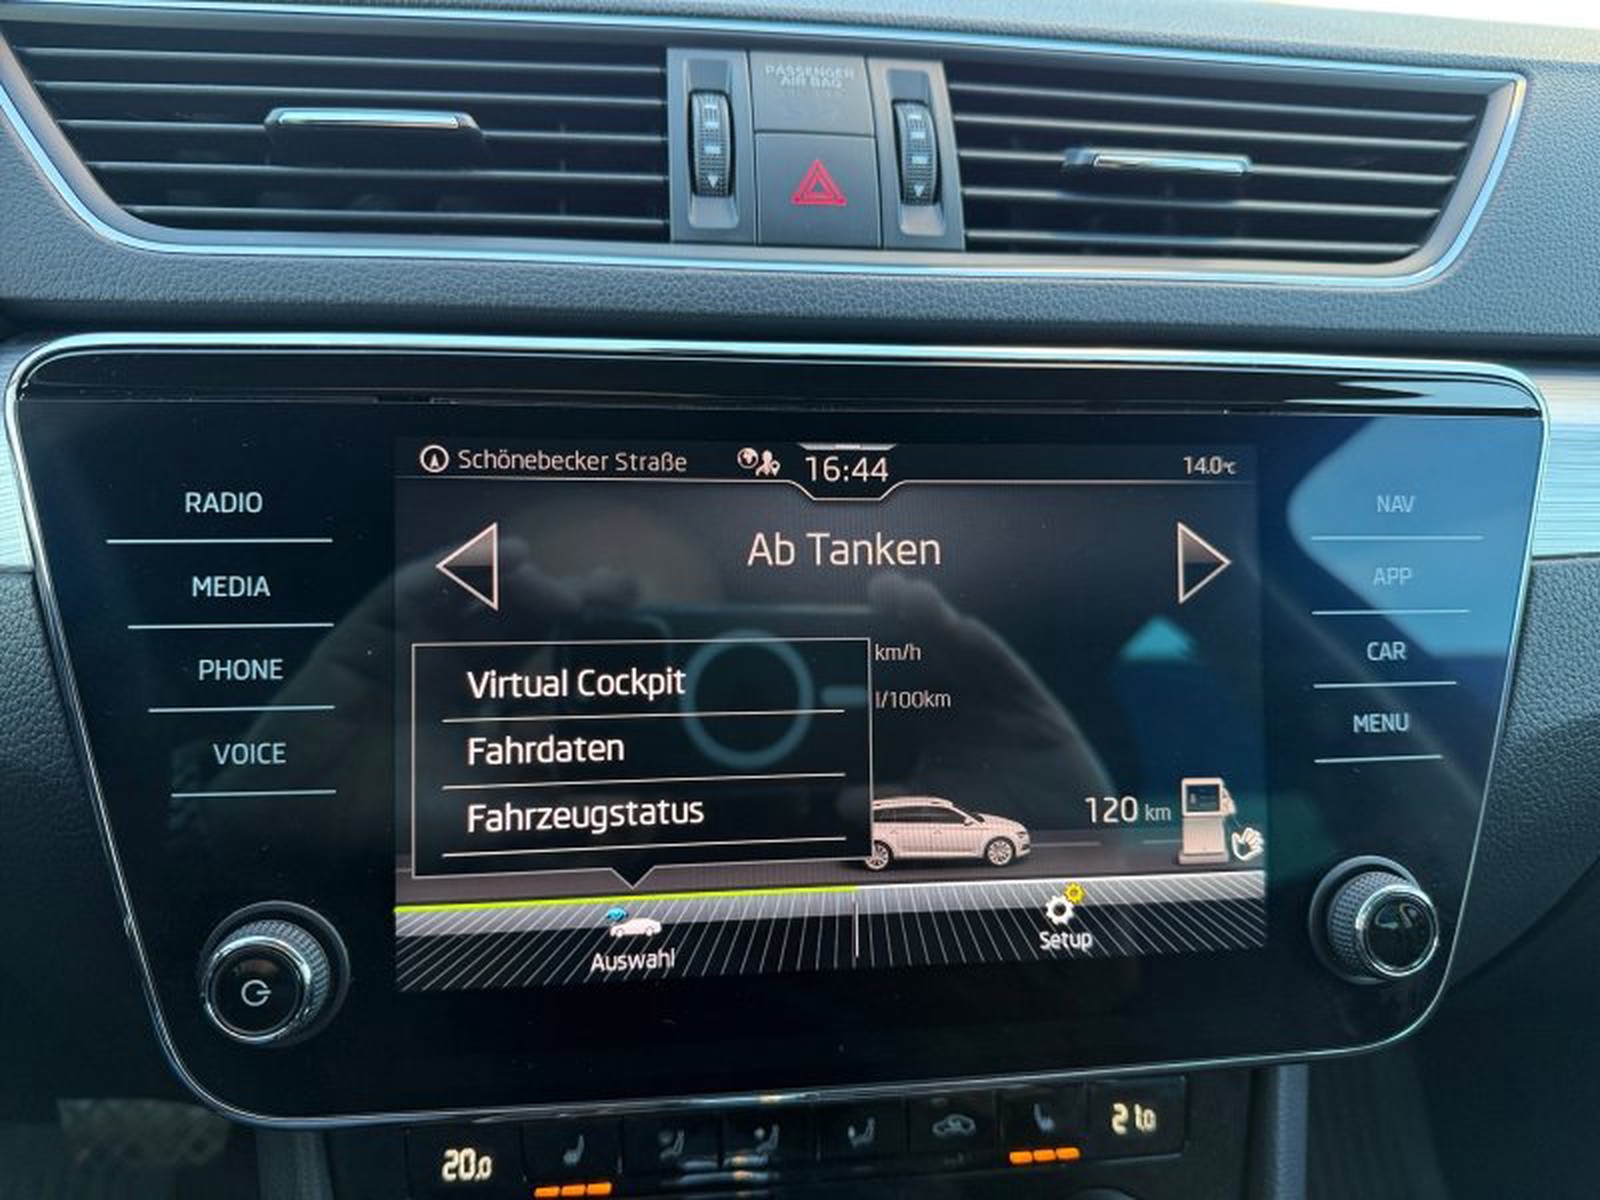 PASSENGER
AIR BAG
Schönebecker Straße
16:44
14.0°C
RADIO
MEDIA
PHONE
VOICE
Ab Tanken
km/h
l/100km
Virtual Cockpit
Fahrdaten
Fahrzeugstatus
120 km
Auswahl
Setup
NAV
APP
CAR
MENU
20,0
21,0